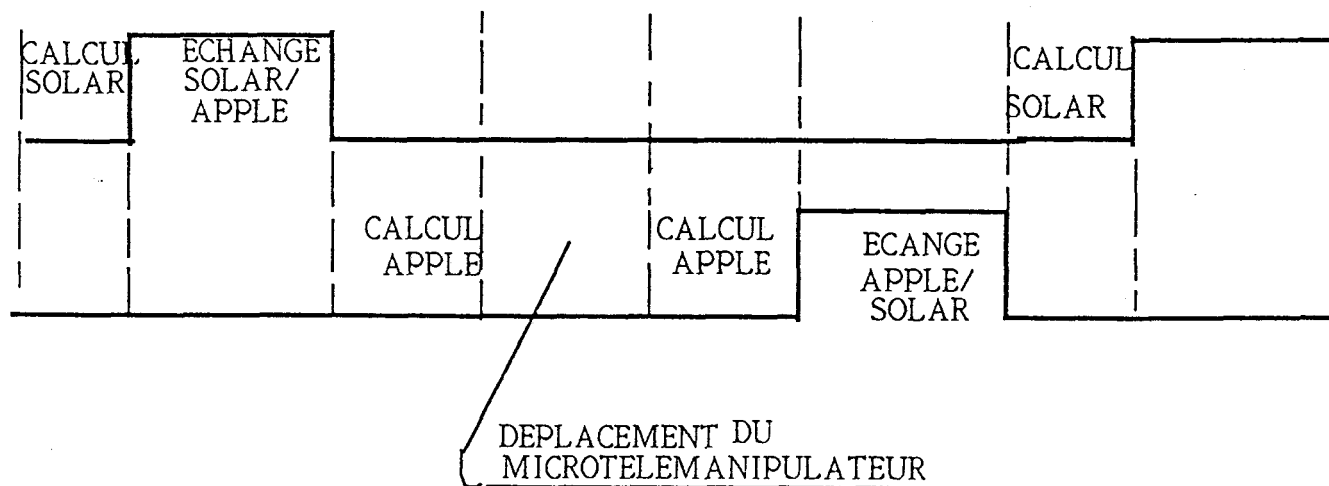 CALCUL
SOLAR
ECHANGE
SOLAR/
APPLE
CALCUL
SOLAR
CALCUL
APPLE
CALCUL
APPLE
ECANGE
APPLE/
SOLAR
DEPLACEMENT DU
MICROTELEMANIPULATEUR